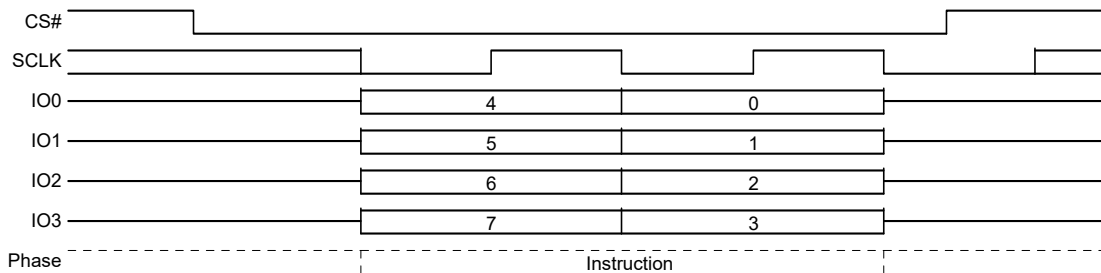 CS#
SCLK
IO0 4 0
IO1 5 1
IO2 6 2
IO3 7 3
Phase Instruction